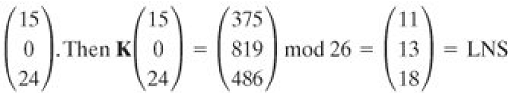 (15 0 24). Then K(15 0 24) = (375 819 486) mod 26 = (11 13 18) = LNS